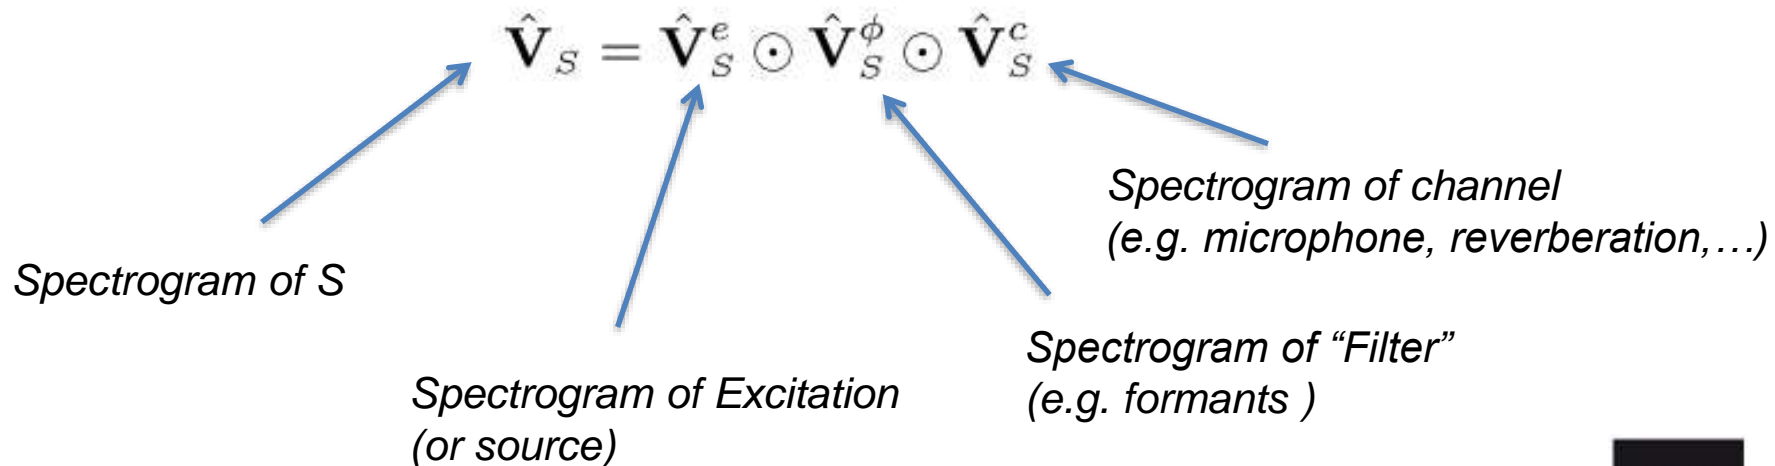 V̂_S = V̂_S^e ⊙ V̂_S^ϕ ⊙ V̂_S^c
Spectrogram of channel
(e.g. microphone, reverberation,…)
Spectrogram of S
Spectrogram of “Filter”
(e.g. formants )
Spectrogram of Excitation
(or source)